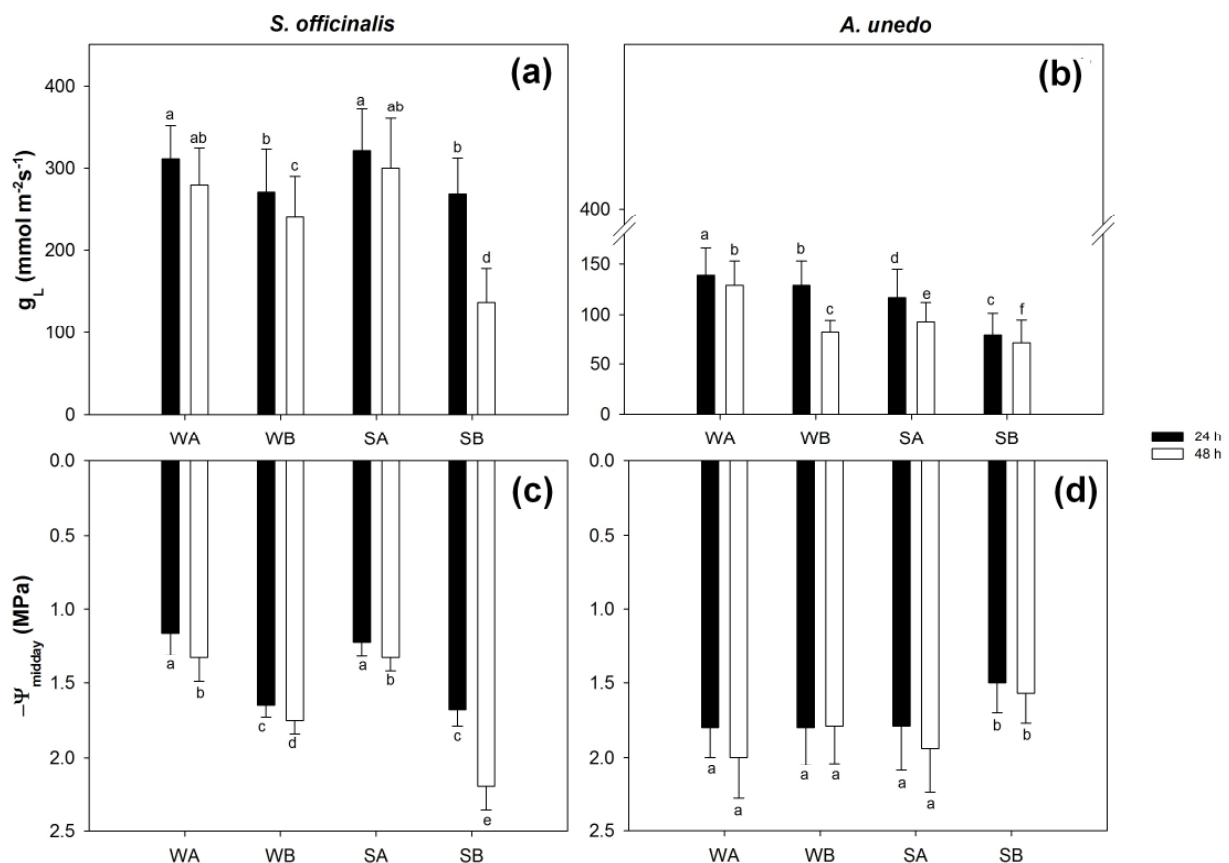 S. officinalis
A. unedo
(a)
(b)
400
300
200
100
0
g_L (mmol m⁻²s⁻¹)
a ab b c a ab b d
WA WB SA SB
400
150
100
50
0
a b b c d e c f
WA WB SA SB
24 h
48 h
(c)
(d)
0.0
0.5
1.0
1.5
2.0
2.5
−Ψmidday (MPa)
a b c d a b c e
WA WB SA SB
0.0
0.5
1.0
1.5
2.0
2.5
a a a a a a b b
WA WB SA SB